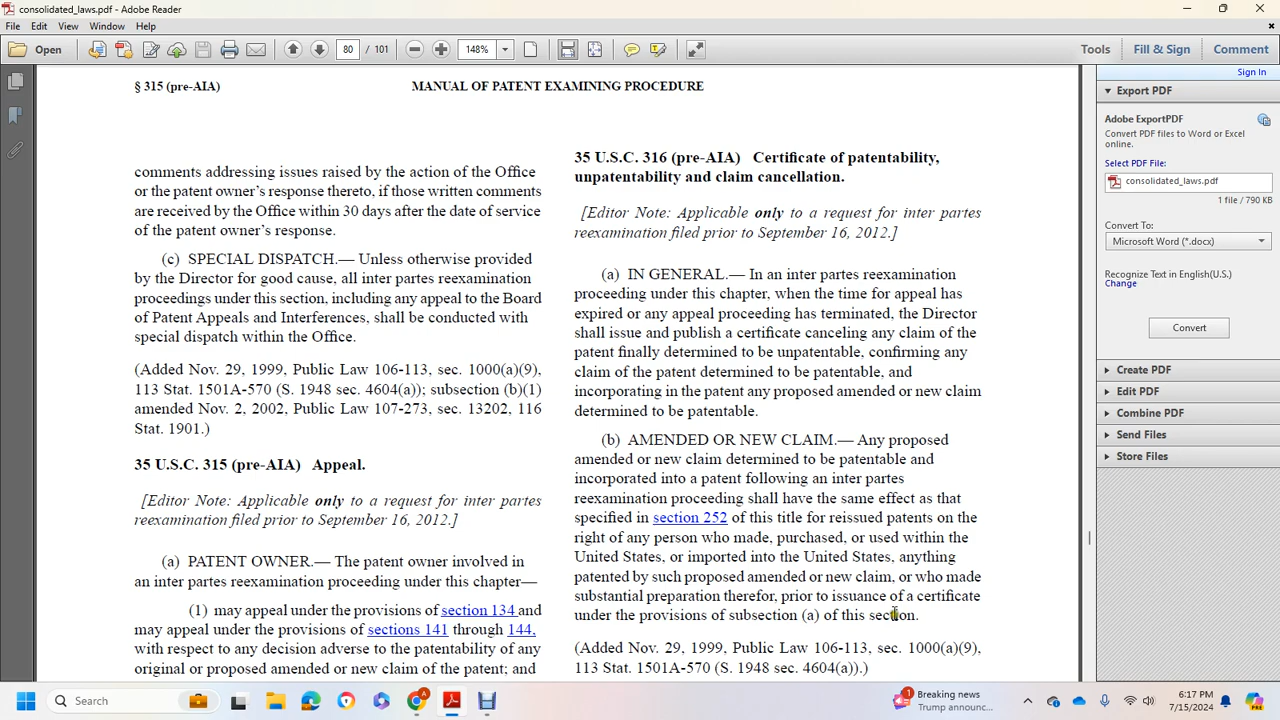 consolidated_laws.pdf - Adobe Reader
File Edit View Window Help
Open 80 / 101 148% Tools Fill & Sign Comment
§ 315 (pre-AIA) MANUAL OF PATENT EXAMINING PROCEDURE
comments addressing issues raised by the action of the Office
or the patent owner's response thereto, if those written comments
are received by the Office within 30 days after the date of service
of the patent owner's response.
(c) SPECIAL DISPATCH.— Unless otherwise provided
by the Director for good cause, all inter partes reexamination
proceedings under this section, including any appeal to the Board
of Patent Appeals and Interferences, shall be conducted with
special dispatch within the Office.
(Added Nov. 29, 1999, Public Law 106-113, sec. 1000(a)(9),
113 Stat. 1501A-570 (S. 1948 sec. 4604(a)); subsection (b)(1)
amended Nov. 2, 2002, Public Law 107-273, sec. 13202, 116
Stat. 1901.)
35 U.S.C. 315 (pre-AIA) Appeal.
[Editor Note: Applicable only to a request for inter partes
reexamination filed prior to September 16, 2012.]
(a) PATENT OWNER.— The patent owner involved in
an inter partes reexamination proceeding under this chapter—
(1) may appeal under the provisions of section 134 and
may appeal under the provisions of sections 141 through 144,
with respect to any decision adverse to the patentability of any
original or proposed amended or new claim of the patent; and
35 U.S.C. 316 (pre-AIA) Certificate of patentability,
unpatentability and claim cancellation.
[Editor Note: Applicable only to a request for inter partes
reexamination filed prior to September 16, 2012.]
(a) IN GENERAL.— In an inter partes reexamination
proceeding under this chapter, when the time for appeal has
expired or any appeal proceeding has terminated, the Director
shall issue and publish a certificate canceling any claim of the
patent finally determined to be unpatentable, confirming any
claim of the patent determined to be patentable, and
incorporating in the patent any proposed amended or new claim
determined to be patentable.
(b) AMENDED OR NEW CLAIM.— Any proposed
amended or new claim determined to be patentable and
incorporated into a patent following an inter partes
reexamination proceeding shall have the same effect as that
specified in section 252 of this title for reissued patents on the
right of any person who made, purchased, or used within the
United States, or imported into the United States, anything
patented by such proposed amended or new claim, or who made
substantial preparation therefor, prior to issuance of a certificate
under the provisions of subsection (a) of this section.
(Added Nov. 29, 1999, Public Law 106-113, sec. 1000(a)(9),
113 Stat. 1501A-570 (S. 1948 sec. 4604(a)).)
Sign In
Export PDF
Adobe ExportPDF
Convert PDF files to Word or Excel
online.
Select PDF File:
consolidated_laws.pdf
1 file / 790 KB
Convert To:
Microsoft Word (*.docx)
Recognize Text in English(U.S.)
Change
Convert
Create PDF
Edit PDF
Combine PDF
Send Files
Store Files
Search
1
Breaking news
Trump announc...
6:17 PM
7/15/2024